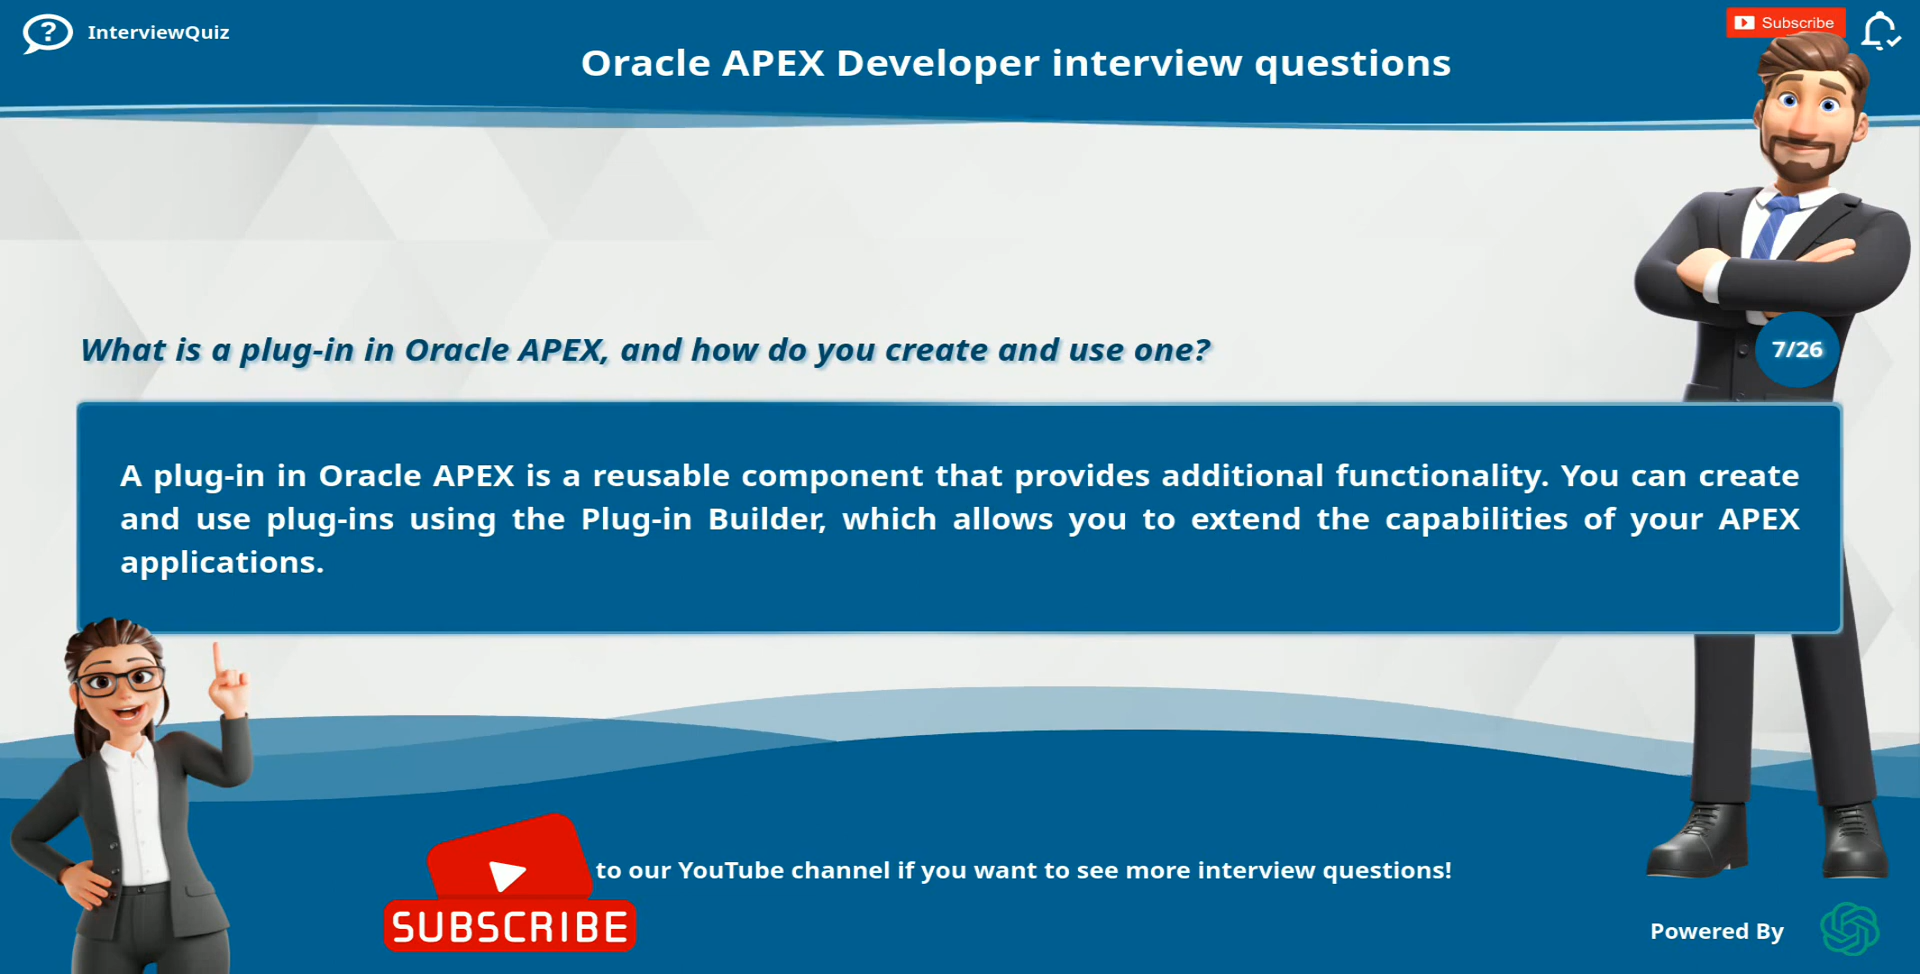 InterviewQuiz
Subscribe
Oracle APEX Developer interview questions
What is a plug-in in Oracle APEX, and how do you create and use one?
7/26
A plug-in in Oracle APEX is a reusable component that provides additional functionality. You can create
and use plug-ins using the Plug-in Builder, which allows you to extend the capabilities of your APEX
applications.
to our YouTube channel if you want to see more interview questions!
SUBSCRIBE
Powered By